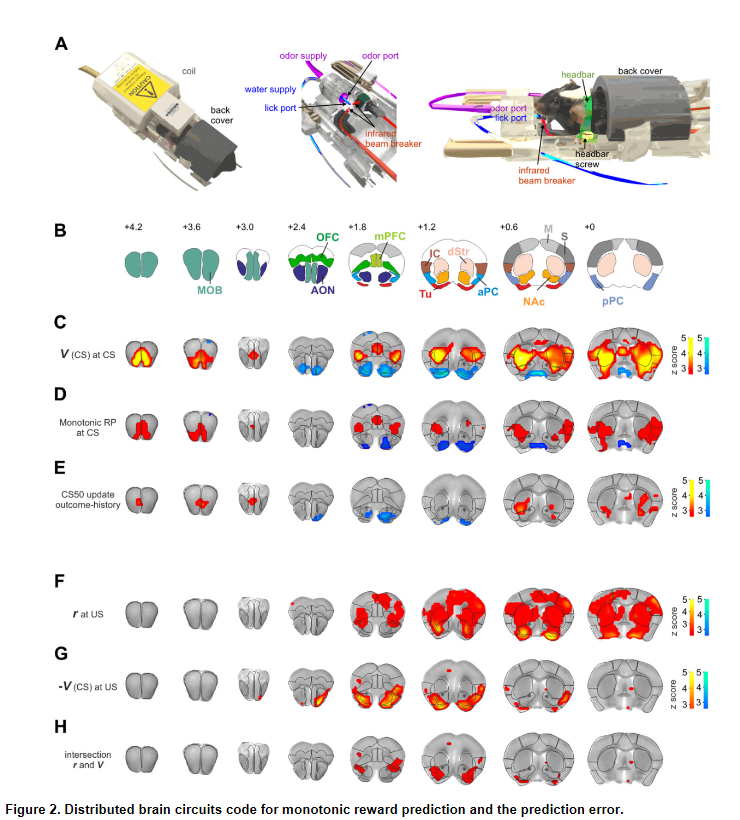 A
coil
back
cover
CAUTION
odor supply
odor port
water supply
lick port
infrared
beam breaker
headbar
back cover
odor port
lick port
headbar
screw
infrared
beam breaker
B
+4.2
+3.6
+3.0
+2.4
+1.8
+1.2
+0.6
+0
MOB
OFC
AON
mPFC
IC
dStr
Tu
aPC
M
S
NAc
pPC
C
V (CS) at CS
5
4
3
5
4
3
z score
D
Monotonic RP
at CS
E
CS50 update
outcome-history
5
4
3
5
4
3
z score
F
r at US
5
4
3
5
4
3
z score
G
-V (CS) at US
5
4
3
5
4
3
z score
H
intersection
r and V
Figure 2. Distributed brain circuits code for monotonic reward prediction and the prediction error.